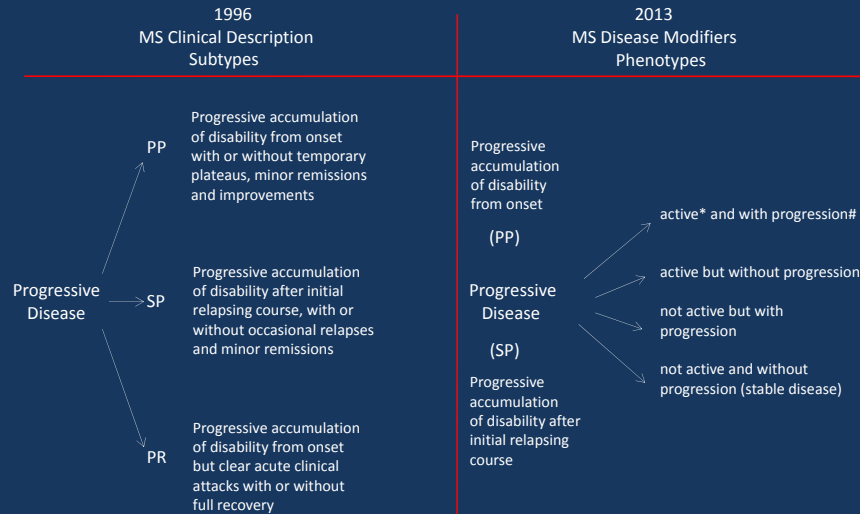 1996
MS Clinical Description
Subtypes
2013
MS Disease Modifiers
Phenotypes
Progressive
Disease
PP
Progressive accumulation
of disability from onset
with or without temporary
plateaus, minor remissions
and improvements
SP
Progressive accumulation
of disability after initial
relapsing course, with or
without occasional relapses
and minor remissions
PR
Progressive accumulation
of disability from onset
but clear acute clinical
attacks with or without
full recovery
Progressive
accumulation
of disability
from onset
(PP)
Progressive
Disease
(SP)
Progressive
accumulation
of disability after
initial relapsing
course
active* and with progression#
active but without progression
not active but with
progression
not active and without
progression (stable disease)